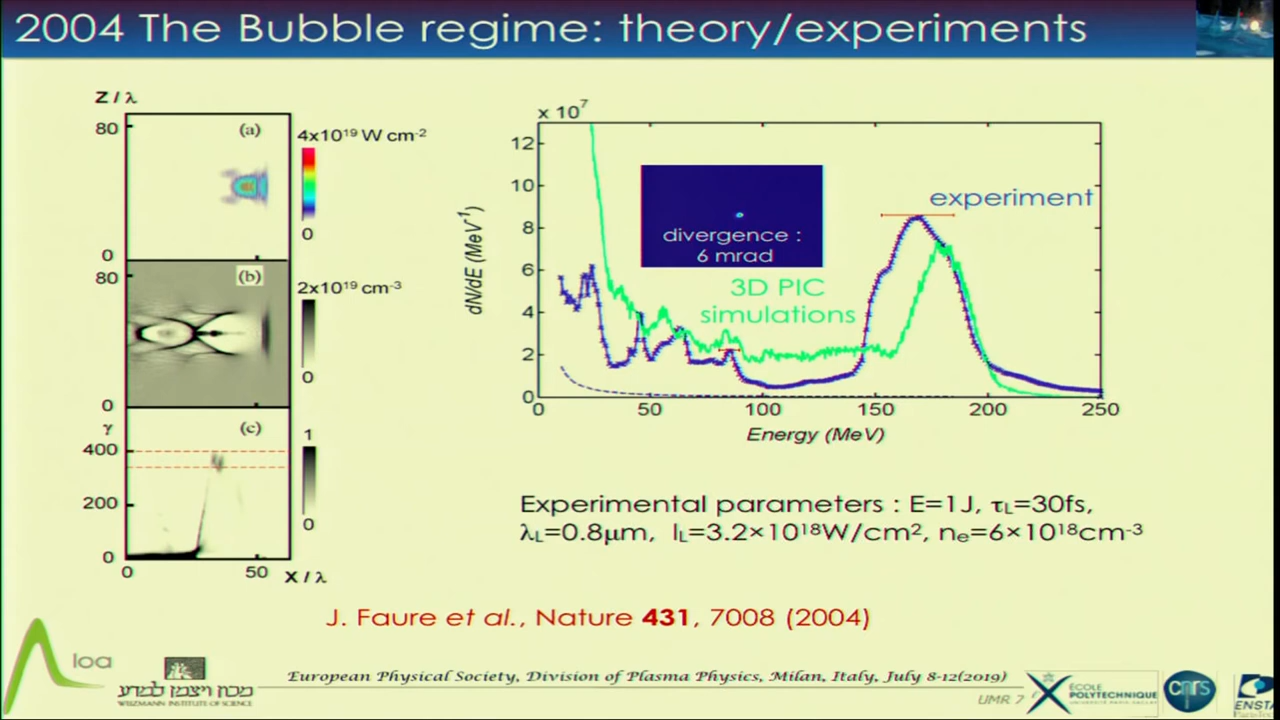 2004 The Bubble regime: theory/experiments
Z / λ
80
(a)
0
4x10¹⁹ W cm⁻²
0
80
(b)
0
2x10¹⁹ cm⁻³
0
γ
400
(c)
200
0
1
0
0
50
X / λ
x 10⁷
12
10
8
6
4
2
0
dN/dE (MeV⁻¹)
experiment
divergence :
6 mrad
3D PIC
simulations
0
50
100
150
200
250
Energy (MeV)
Experimental parameters : E=1J, τL=30fs,
λL=0.8μm, IL=3.2×10¹⁸W/cm², ne=6×10¹⁸cm⁻³
J. Faure et al., Nature 431, 7008 (2004)
loa
מכון ויצמן למדע
WEIZMANN INSTITUTE OF SCIENCE
European Physical Society, Division of Plasma Physics, Milan, Italy, July 8-12(2019)
UMR 7
ÉCOLE
POLYTECHNIQUE
UNIVERSITÉ PARIS-SACLAY
cnrs
ENSTA
ParisTec